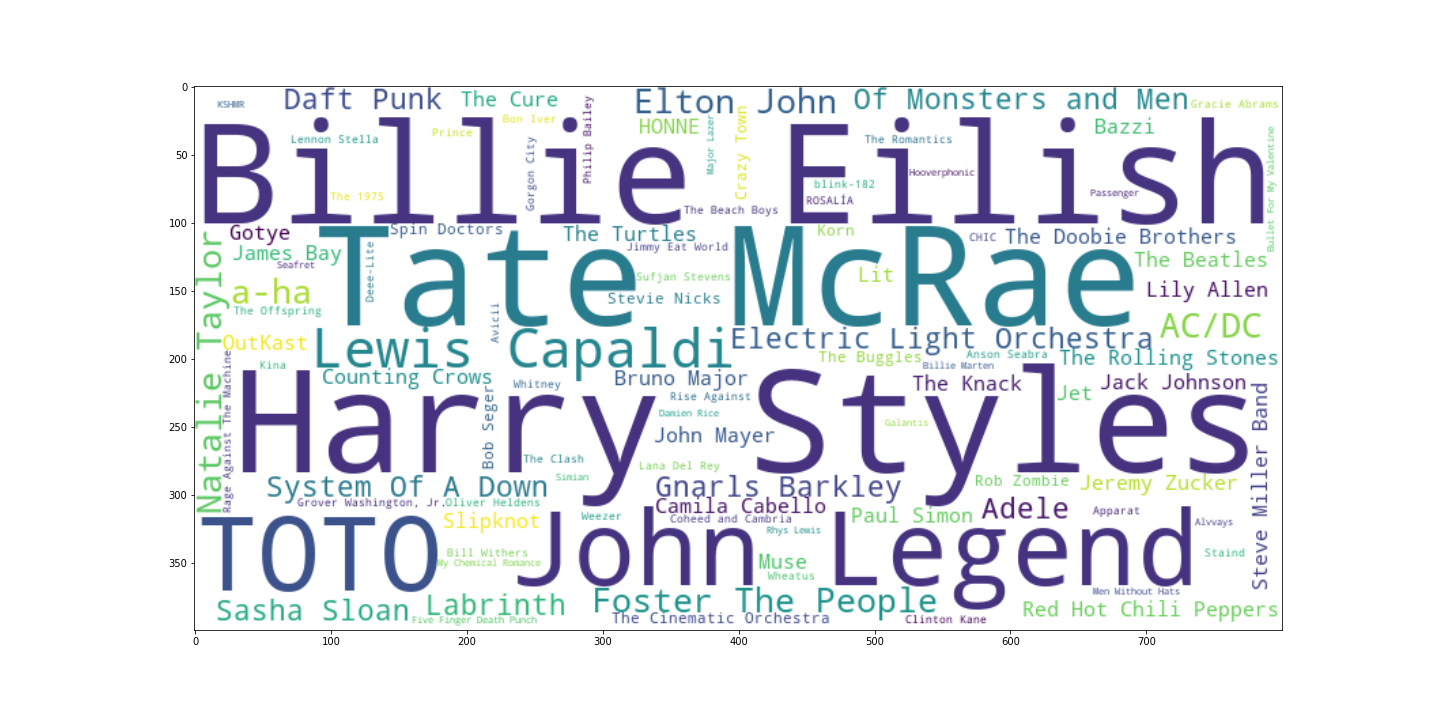 0
50
100
150
200
250
300
350
0
100
200
300
400
500
600
700
KSHMR
Daft Punk
The Cure
Bon Iver
Philip Bailey
Elton John
Of Monsters and Men
Gracie Abrams
Lennon Stella
Prince
Gorgon City
HONNE
Major Lazer
Crazy Town
The Romantics
Bazzi
Bullet For My Valentine
Billie Eilish
The 1975
The Beach Boys
blink-182
ROSALÍA
Hooverphonic
Passenger
Gotye
Spin Doctors
The Turtles
Jimmy Eat World
Korn
CHIC
The Doobie Brothers
James Bay
Seafret
Deee-Lite
Tate McRae
Sufjan Stevens
Lit
The Beatles
Natalie Taylor
a-ha
The Offspring
Avicii
Stevie Nicks
Lily Allen
OutKast
Lewis Capaldi
Electric Light Orchestra
AC/DC
Kina
The Buggles
Anson Seabra
Billie Marten
The Rolling Stones
Rage Against The Machine
Counting Crows
Whitney
Bruno Major
Rise Against
The Knack
Jet
Jack Johnson
Harry Styles
Bob Seger
Damien Rice
John Mayer
Galantis
Steve Miller Band
The Clash
Simian
Lana Del Rey
System Of A Down
Gnarls Barkley
Rob Zombie
Jeremy Zucker
Grover Washington, Jr.
Oliver Heldens
Camila Cabello
Paul Simon
Adele
Apparat
Alvvays
Slipknot
Weezer
Coheed and Cambria
Rhys Lewis
TOTO
John Legend
Bill Withers
My Chemical Romance
Muse
Wheatus
Staind
Men Without Hats
Sasha Sloan
Labrinth
Foster The People
Red Hot Chili Peppers
Five Finger Death Punch
The Cinematic Orchestra
Clinton Kane